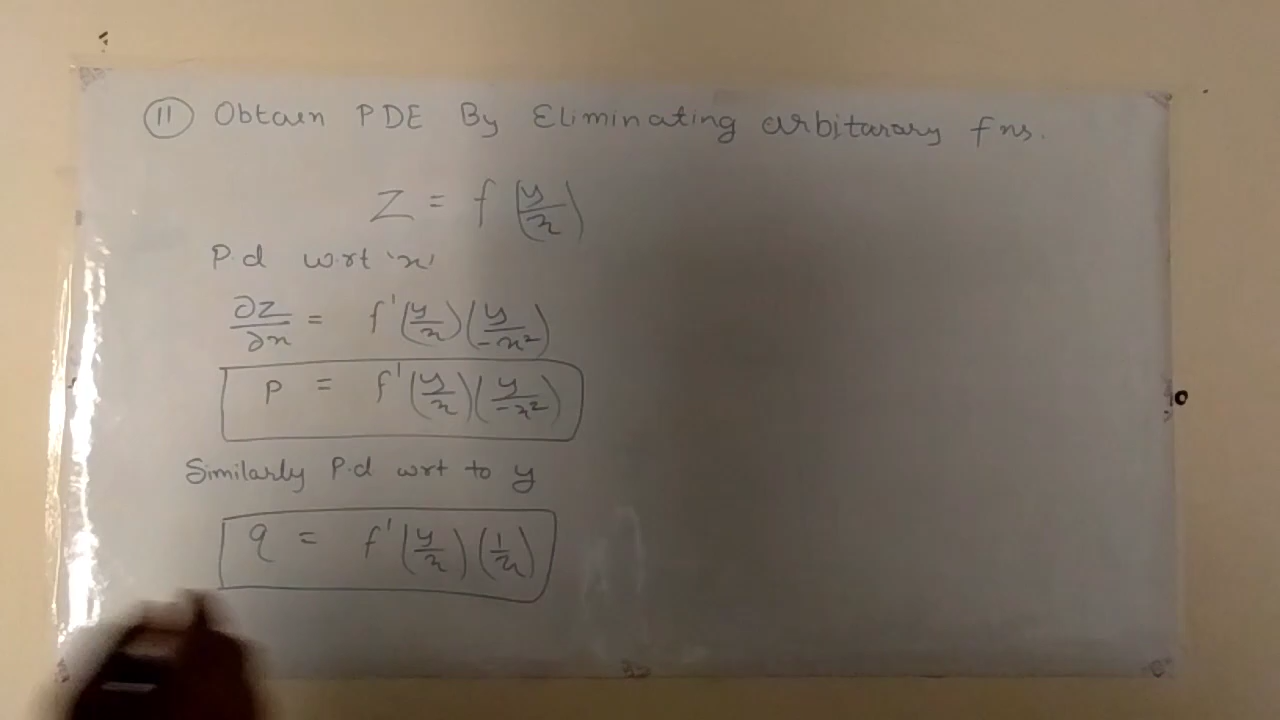 11 Obtain PDE By Eliminating arbitarary fns.
Z = f(y/x)
P.d w.r.t 'x'
∂z/∂x = f'(y/x)(y/-x²)
P = f'(y/x)(y/-x²)
Similarly P.d wrt to y
q = f'(y/x)(1/x)